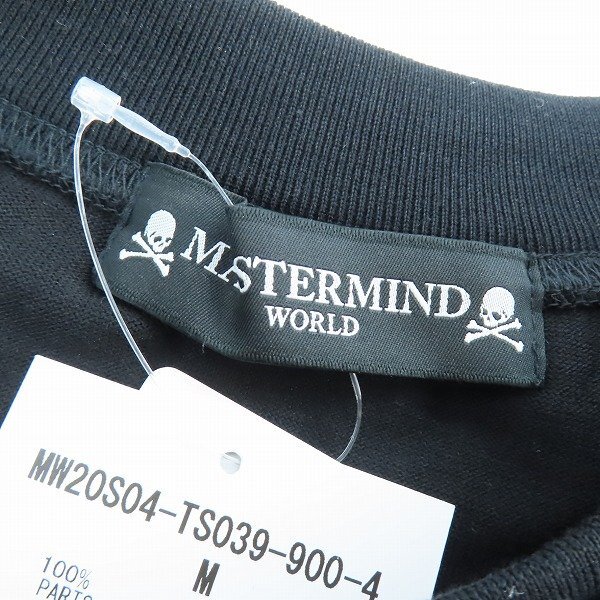 MASTERMIND
WORLD
MW20S04-TS039-900-4
M
100%
PARTS